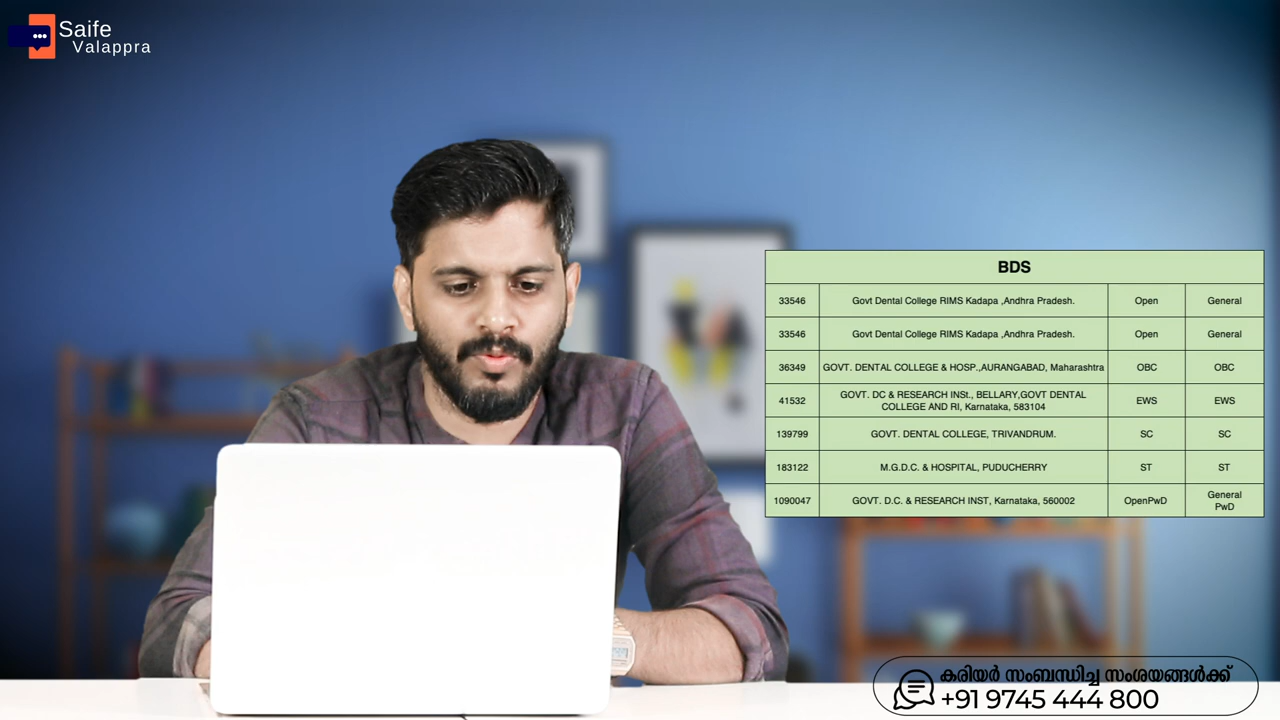 Saife
Valappra
BDS
33546 Govt Dental College RIMS Kadapa ,Andhra Pradesh. Open General
33546 Govt Dental College RIMS Kadapa ,Andhra Pradesh. Open General
36349 GOVT. DENTAL COLLEGE & HOSP.,AURANGABAD, Maharashtra OBC OBC
41532 GOVT. DC & RESEARCH INSt., BELLARY,GOVT DENTAL
COLLEGE AND RI, Karnataka, 583104 EWS EWS
139799 GOVT. DENTAL COLLEGE, TRIVANDRUM. SC SC
183122 M.G.D.C. & HOSPITAL, PUDUCHERRY ST ST
1090047 GOVT. D.C. & RESEARCH INST, Karnataka, 560002 OpenPwD General
PwD
കരിയർ സംബന്ധിച്ച സംശയങ്ങൾക്ക്
+91 9745 444 800